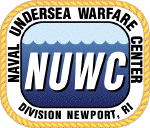 NAVAL UNDERSEA WARFARE CENTER
NUWC
DIVISION NEWPORT, RI